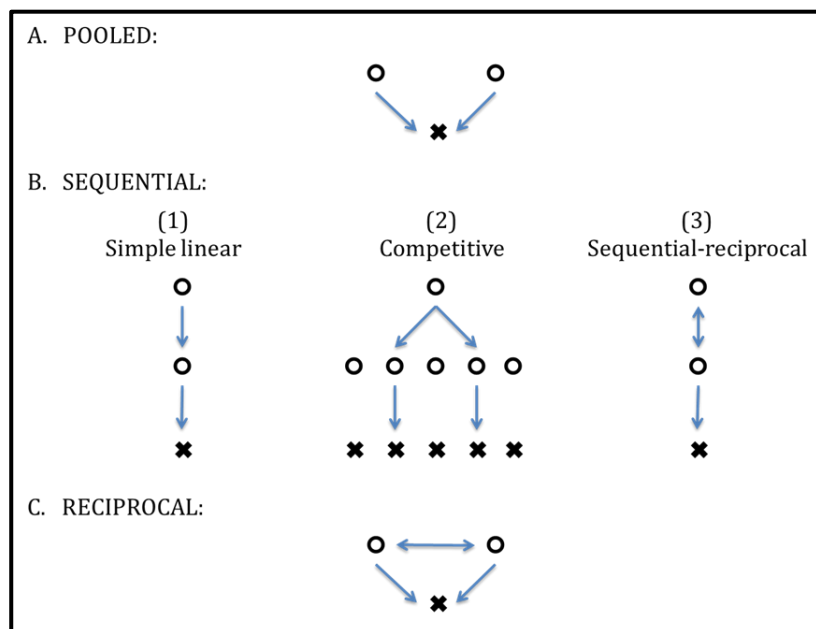 A. POOLED:
B. SEQUENTIAL:
(1) (2) (3)
Simple linear Competitive Sequential-reciprocal
C. RECIPROCAL: